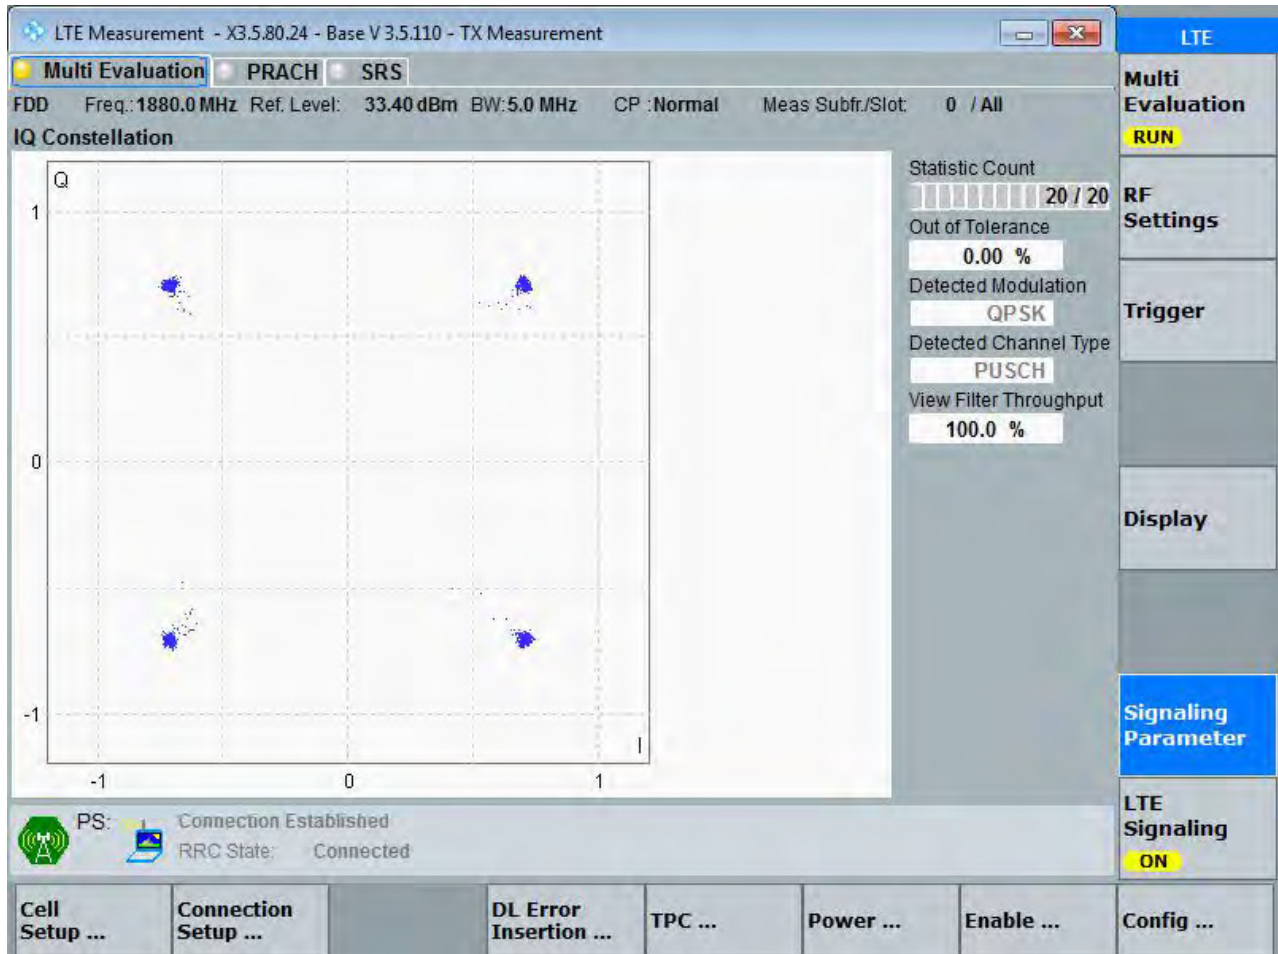 LTE Measurement - X3.5.80.24 - Base V 3.5.110 - TX Measurement
LTE
Multi Evaluation PRACH SRS
FDD Freq.: 1880.0 MHz Ref. Level: 33.40 dBm BW: 5.0 MHz CP : Normal Meas Subfr./Slot: 0 / All
IQ Constellation
Q
1
0
-1
-1 0 1
I
Statistic Count
20 / 20
Out of Tolerance
0.00 %
Detected Modulation
QPSK
Detected Channel Type
PUSCH
View Filter Throughput
100.0 %
Multi
Evaluation
RUN
RF
Settings
Trigger
Display
Signaling
Parameter
LTE
Signaling
ON
PS: Connection Established
RRC State: Connected
Cell
Setup ...
Connection
Setup ...
DL Error
Insertion ...
TPC ...
Power ...
Enable ...
Config ...